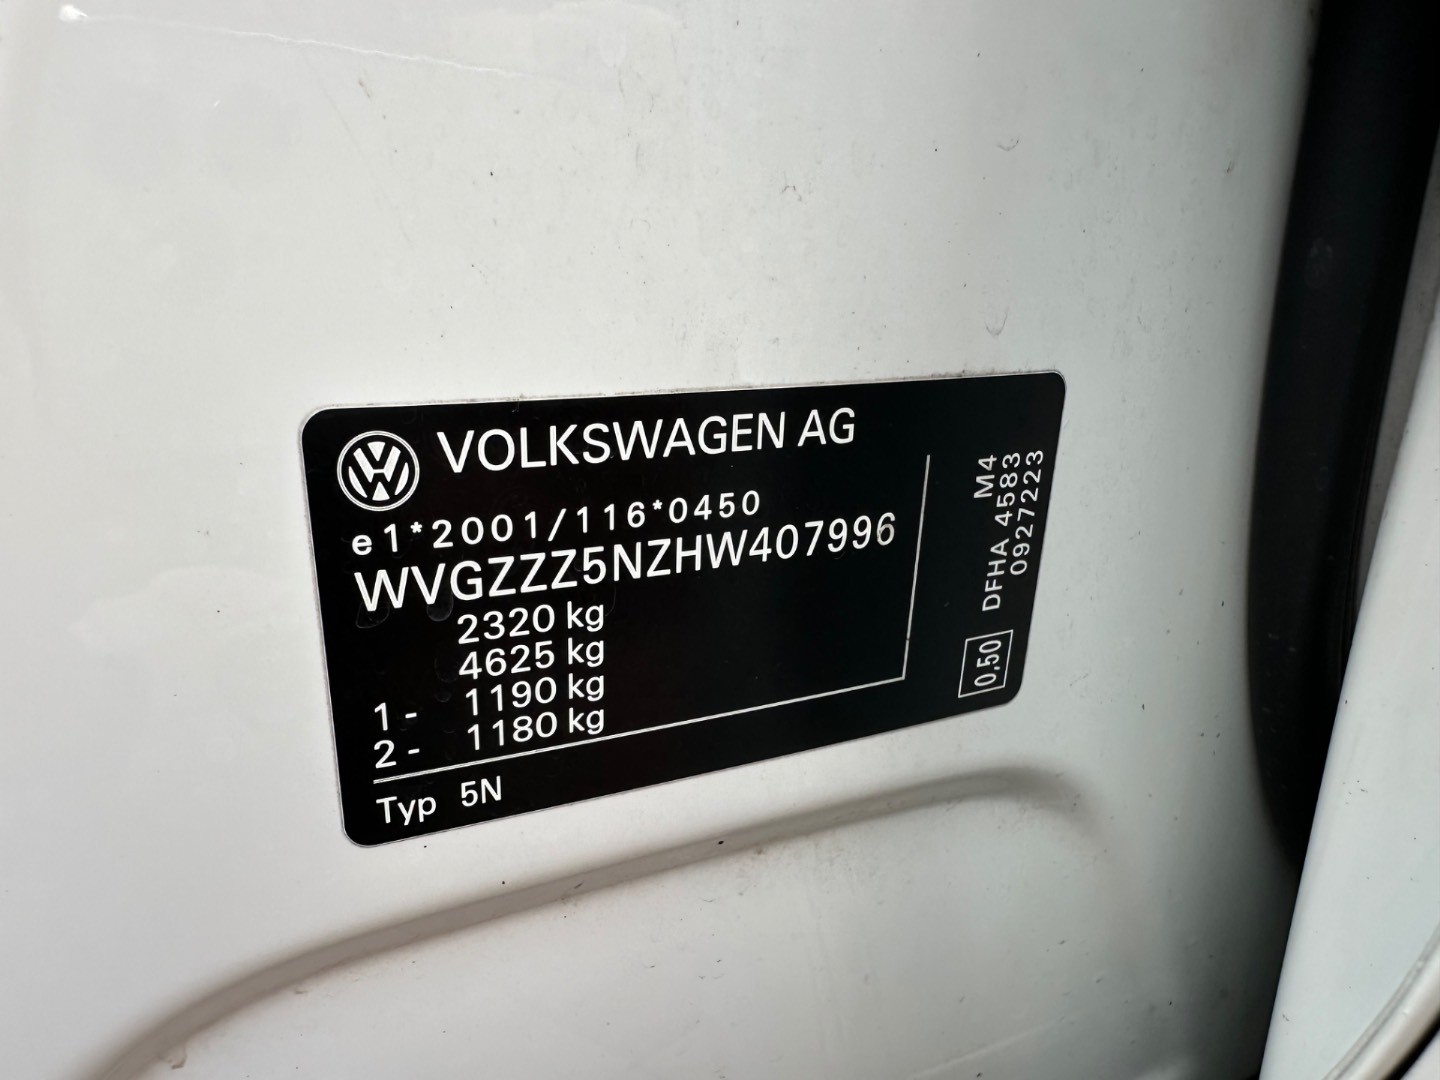 VOLKSWAGEN AG
e1*2001/116*0450
WVGZZZ5NZHW407996
2320 kg
4625 kg
1- 1190 kg
2- 1180 kg
Typ 5N
M4
DFHA 4583
0927223
0,50